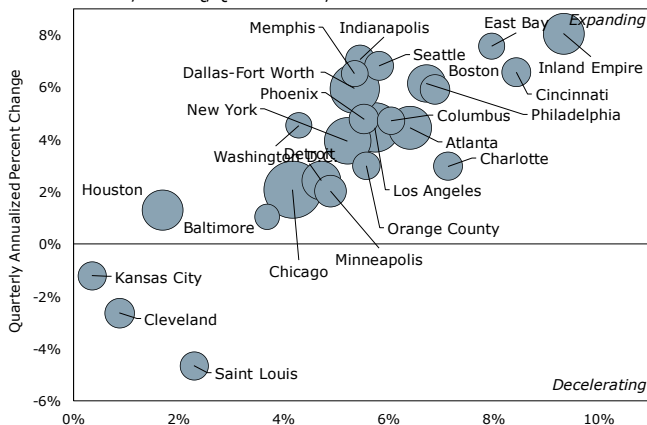 8%
6%
4%
2%
0%
-2%
-4%
-6%
Quarterly Annualized Percent Change
Expanding
East Bay
Memphis
Indianapolis
Seattle
Inland Empire
Dallas-Fort Worth
Boston
Cincinnati
Phoenix
Philadelphia
New York
Columbus
Atlanta
Washington D.C.
Detroit
Charlotte
Los Angeles
Houston
Baltimore
Orange County
Minneapolis
Chicago
Kansas City
Cleveland
Saint Louis
Decelerating
0%
2%
4%
6%
8%
10%